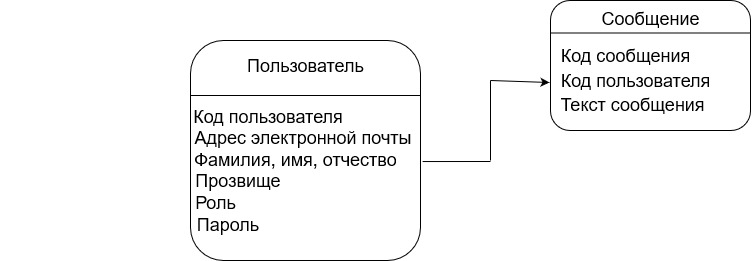 Пользователь
Код пользователя
Адрес электронной почты
Фамилия, имя, отчество
Прозвище
Роль
Пароль
Сообщение
Код сообщения
Код пользователя
Текст сообщения